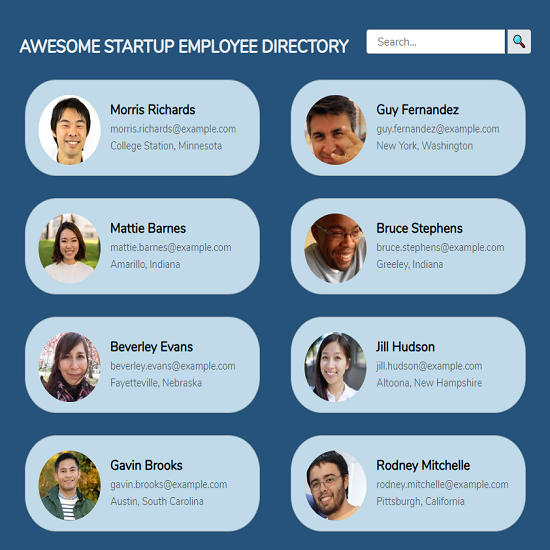 AWESOME STARTUP EMPLOYEE DIRECTORY
Search...
Morris Richards
morris.richards@example.com
College Station, Minnesota
Guy Fernandez
guy.fernandez@example.com
New York, Washington
Mattie Barnes
mattie.barnes@example.com
Amarillo, Indiana
Bruce Stephens
bruce.stephens@example.com
Greeley, Indiana
Beverley Evans
beverley.evans@example.com
Fayetteville, Nebraska
Jill Hudson
jill.hudson@example.com
Altoona, New Hampshire
Gavin Brooks
gavin.brooks@example.com
Austin, South Carolina
Rodney Mitchelle
rodney.mitchelle@example.com
Pittsburgh, California